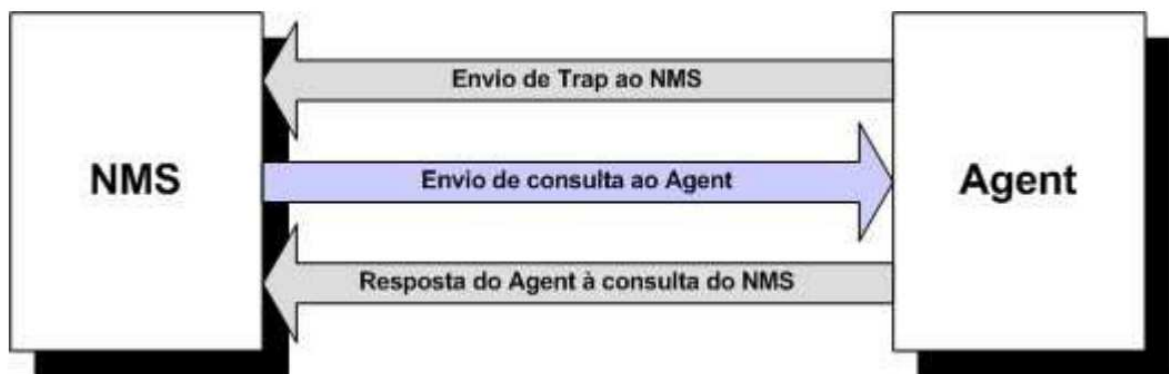 Envio de Trap ao NMS
NMS
Envio de consulta ao Agent
Agent
Resposta do Agent à consulta do NMS